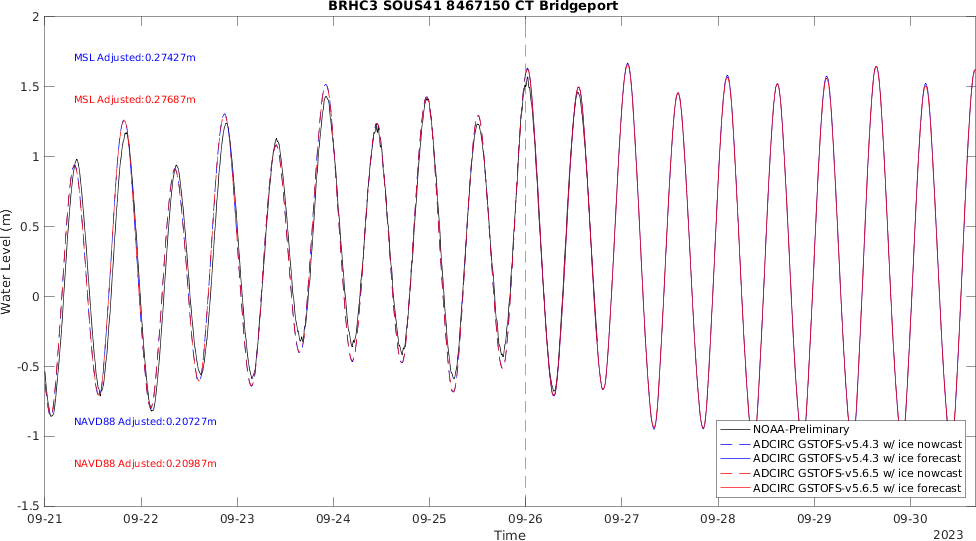 BRHC3 SOUS41 8467150 CT Bridgeport
2
1.5
1
0.5
0
-0.5
-1
-1.5
Water Level (m)
MSL Adjusted:0.27427m
MSL Adjusted:0.27687m
NAVD88 Adjusted:0.20727m
NAVD88 Adjusted:0.20987m
NOAA-Preliminary
ADCIRC GSTOFS-v5.4.3 w/ ice nowcast
ADCIRC GSTOFS-v5.4.3 w/ ice forecast
ADCIRC GSTOFS-v5.6.5 w/ ice nowcast
ADCIRC GSTOFS-v5.6.5 w/ ice forecast
09-21 09-22 09-23 09-24 09-25 09-26 09-27 09-28 09-29 09-30
Time
2023